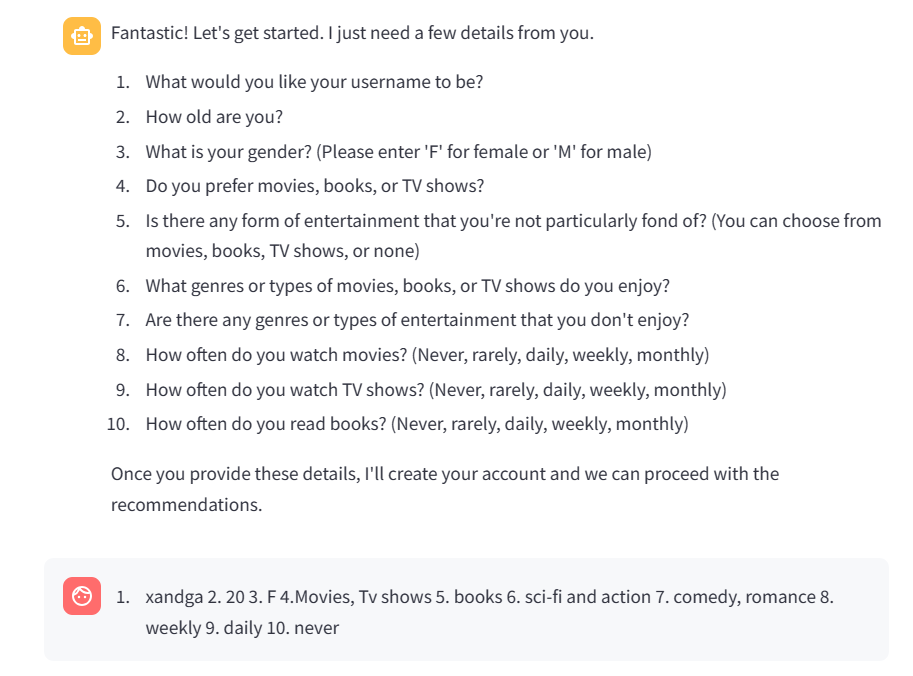 Fantastic! Let's get started. I just need a few details from you.
1. What would you like your username to be?
2. How old are you?
3. What is your gender? (Please enter 'F' for female or 'M' for male)
4. Do you prefer movies, books, or TV shows?
5. Is there any form of entertainment that you're not particularly fond of? (You can choose from
movies, books, TV shows, or none)
6. What genres or types of movies, books, or TV shows do you enjoy?
7. Are there any genres or types of entertainment that you don't enjoy?
8. How often do you watch movies? (Never, rarely, daily, weekly, monthly)
9. How often do you watch TV shows? (Never, rarely, daily, weekly, monthly)
10. How often do you read books? (Never, rarely, daily, weekly, monthly)
Once you provide these details, I'll create your account and we can proceed with the
recommendations.
1. xandga 2. 20 3. F 4.Movies, Tv shows 5. books 6. sci-fi and action 7. comedy, romance 8.
weekly 9. daily 10. never